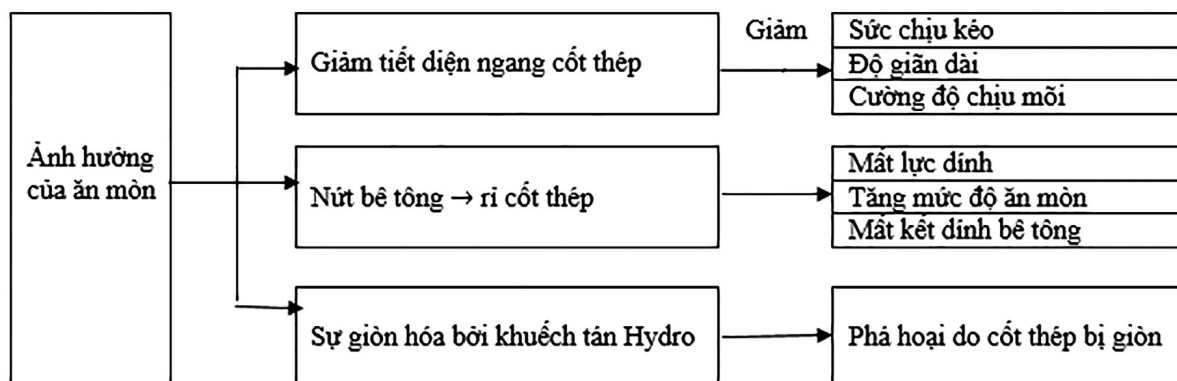 Ảnh hưởng
của ăn mòn
Giảm tiết diện ngang cốt thép
Giảm
Sức chịu kéo
Độ giãn dài
Cường độ chịu mõi
Nứt bê tông → rỉ cốt thép
Mất lực dính
Tăng mức độ ăn mòn
Mất kết dính bê tông
Sự giòn hóa bởi khuếch tán Hydro
Phá hoại do cốt thép bị giòn